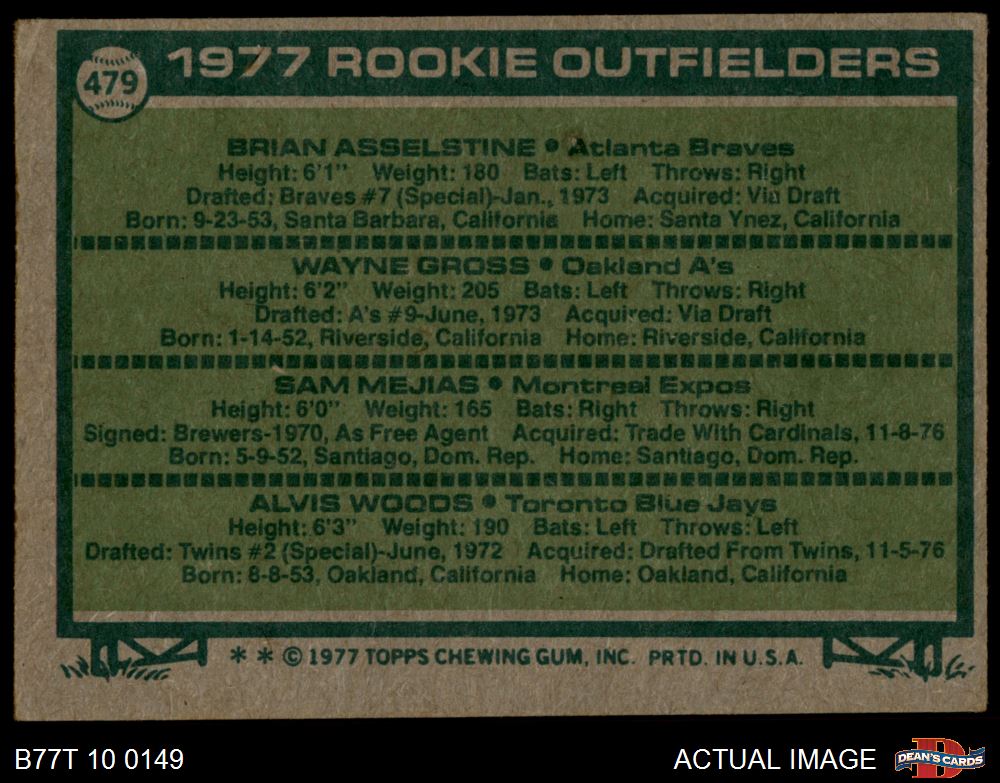 479
1977 ROOKIE OUTFIELDERS
BRIAN ASSELSTINE • Atlanta Braves
Height: 6'1" Weight: 180 Bats: Left Throws: Right
Drafted: Braves #7 (Special)-Jan., 1973 Acquired: Via Draft
Born: 9-23-53, Santa Barbara, California Home: Santa Ynez, California
WAYNE GROSS • Oakland A's
Height: 6'2" Weight: 205 Bats: Left Throws: Right
Drafted: A's #9-June, 1973 Acquired: Via Draft
Born: 1-14-52, Riverside, California Home: Riverside, California
SAM MEJIAS • Montreal Expos
Height: 6'0" Weight: 165 Bats: Right Throws: Right
Signed: Brewers-1970, As Free Agent Acquired: Trade With Cardinals, 11-8-76
Born: 5-9-52, Santiago, Dom. Rep. Home: Santiago, Dom. Rep.
ALVIS WOODS • Toronto Blue Jays
Height: 6'3" Weight: 190 Bats: Left Throws: Left
Drafted: Twins #2 (Special)-June, 1972 Acquired: Drafted From Twins, 11-5-76
Born: 8-8-53, Oakland, California Home: Oakland, California
* * © 1977 TOPPS CHEWING GUM, INC. PRTD. IN U.S.A.
B77T 10 0149
ACTUAL IMAGE
D
DEAN'S CARDS